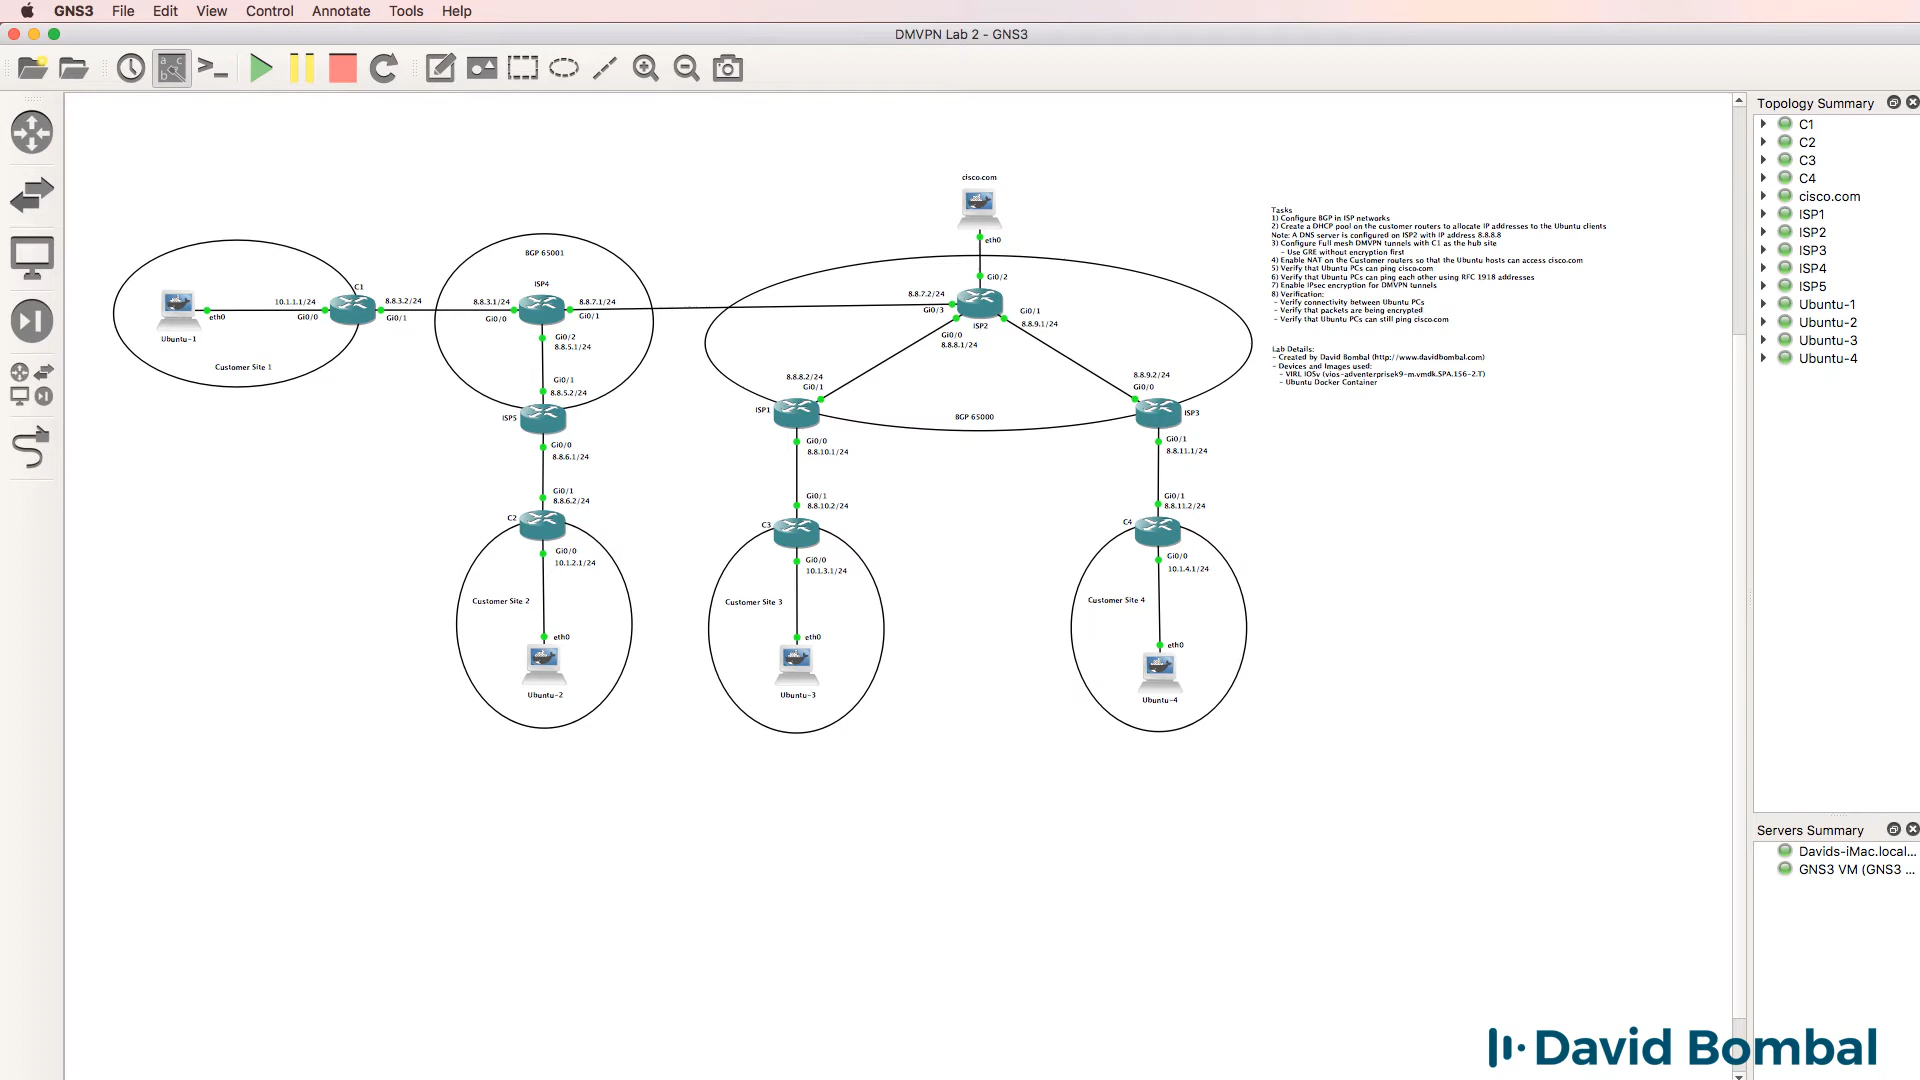 GNS3 File Edit View Control Annotate Tools Help
DMVPN Lab 2 - GNS3
Topology Summary
C1
C2
C3
C4
cisco.com
ISP1
ISP2
ISP3
ISP4
ISP5
Ubuntu-1
Ubuntu-2
Ubuntu-3
Ubuntu-4
Servers Summary
Davids-iMac.local...
GNS3 VM (GNS3 ...
cisco.com
eth0
Gi0/2
BGP 65001
ISP4
C1
10.1.1.1/24
Gi0/0
8.8.3.2/24
Gi0/1
eth0
Ubuntu-1
Customer Site 1
8.8.3.1/24
Gi0/0
8.8.7.1/24
Gi0/1
Gi0/2
8.8.5.1/24
Gi0/1
8.8.5.2/24
ISP5
Gi0/0
8.8.6.1/24
Gi0/1
8.8.6.2/24
C2
Gi0/0
10.1.2.1/24
Customer Site 2
eth0
Ubuntu-2
8.8.7.2/24
Gi0/3
ISP2
Gi0/1
8.8.9.1/24
Gi0/0
8.8.8.1/24
8.8.8.2/24
Gi0/1
ISP1
BGP 65000
8.8.9.2/24
Gi0/0
ISP3
Gi0/0
8.8.10.1/24
Gi0/1
8.8.10.2/24
C3
Gi0/0
10.1.3.1/24
Customer Site 3
eth0
Ubuntu-3
Gi0/1
8.8.11.1/24
Gi0/1
8.8.11.2/24
C4
Gi0/0
10.1.4.1/24
Customer Site 4
eth0
Ubuntu-4
Tasks
1) Configure BGP in ISP networks
2) Create a DHCP pool on the customer routers to allocate IP addresses to the Ubuntu clients
Note: A DNS server is configured on ISP2 with IP address 8.8.8.8
3) Configure Full mesh DMVPN tunnels with C1 as the hub site
- Use GRE without encryption first
4) Enable NAT on the Customer routers so that the Ubuntu hosts can access cisco.com
5) Verify that Ubuntu PCs can ping cisco.com
6) Verify that Ubuntu PCs can ping each other using RFC 1918 addresses
7) Enable IPsec encryption for DMVPN tunnels
8) Verification:
- Verify connectivity between Ubuntu PCs
- Verify that packets are being encrypted
- Verify that Ubuntu PCs can still ping cisco.com
Lab Details:
- Created by David Bombal (http://www.davidbombal.com)
- Devices and Images used:
- VIRL IOSv (vios-adventerprisek9-m.vmdk.SPA.156-2.T)
- Ubuntu Docker Container
David Bombal